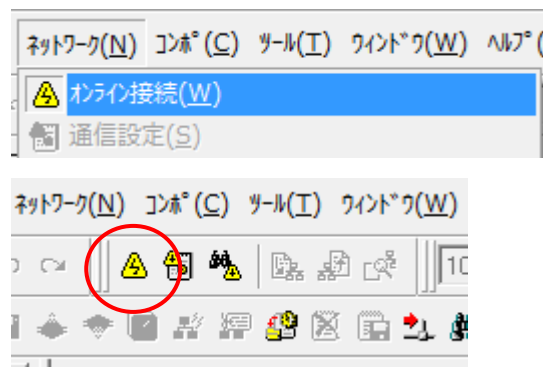 ﾈｯﾄﾜｰｸ(N) ｺﾝﾎﾟ(C) ﾂｰﾙ(T) ｳｨﾝﾄﾞｳ(W) ﾍﾙﾌﾟ(
ｵﾝﾗｲﾝ接続(W)
通信設定(S)
ﾈｯﾄﾜｰｸ(N) ｺﾝﾎﾟ(C) ﾂｰﾙ(T) ｳｨﾝﾄﾞｳ(W)
10